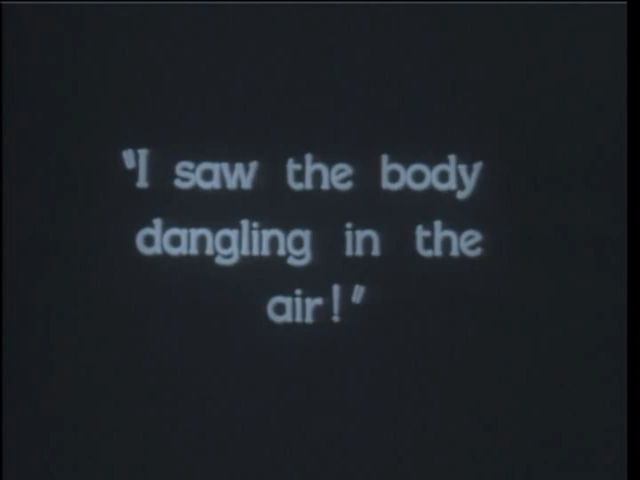 "I saw the body
dangling in the
air!"